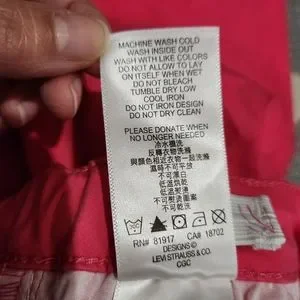 MACHINE WASH COLD
WASH INSIDE OUT
WASH WITH LIKE COLORS
DO NOT ALLOW TO LAY
ON ITSELF WHEN WET
DO NOT BLEACH
TUMBLE DRY LOW
COOL IRON
DO NOT IRON DESIGN
DO NOT DRY CLEAN
PLEASE DONATE WHEN
NO LONGER NEEDED
冷水機洗
反轉衣物洗滌
與顏色相近衣物一起洗滌
濕時不可平放
不可漂白
低溫烘乾
低溫熨燙
不可熨燙圖案
不可乾洗
RN# 81917 CA# 18702
DESIGNS©
LEVI STRAUSS & CO.
CGC